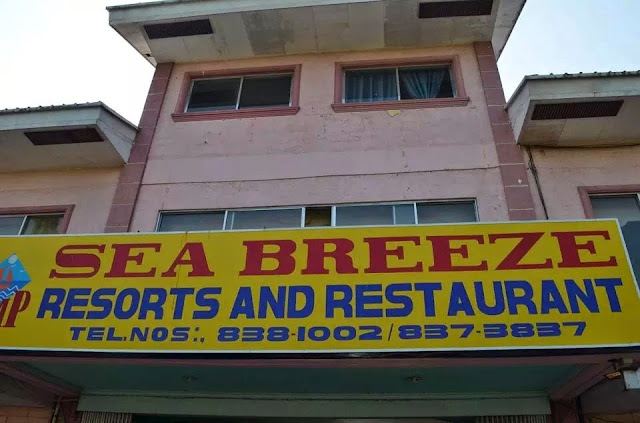 SEA BREEZE
RESORTS AND RESTAURANT
TEL.NOS:, 838-1002/837-3837